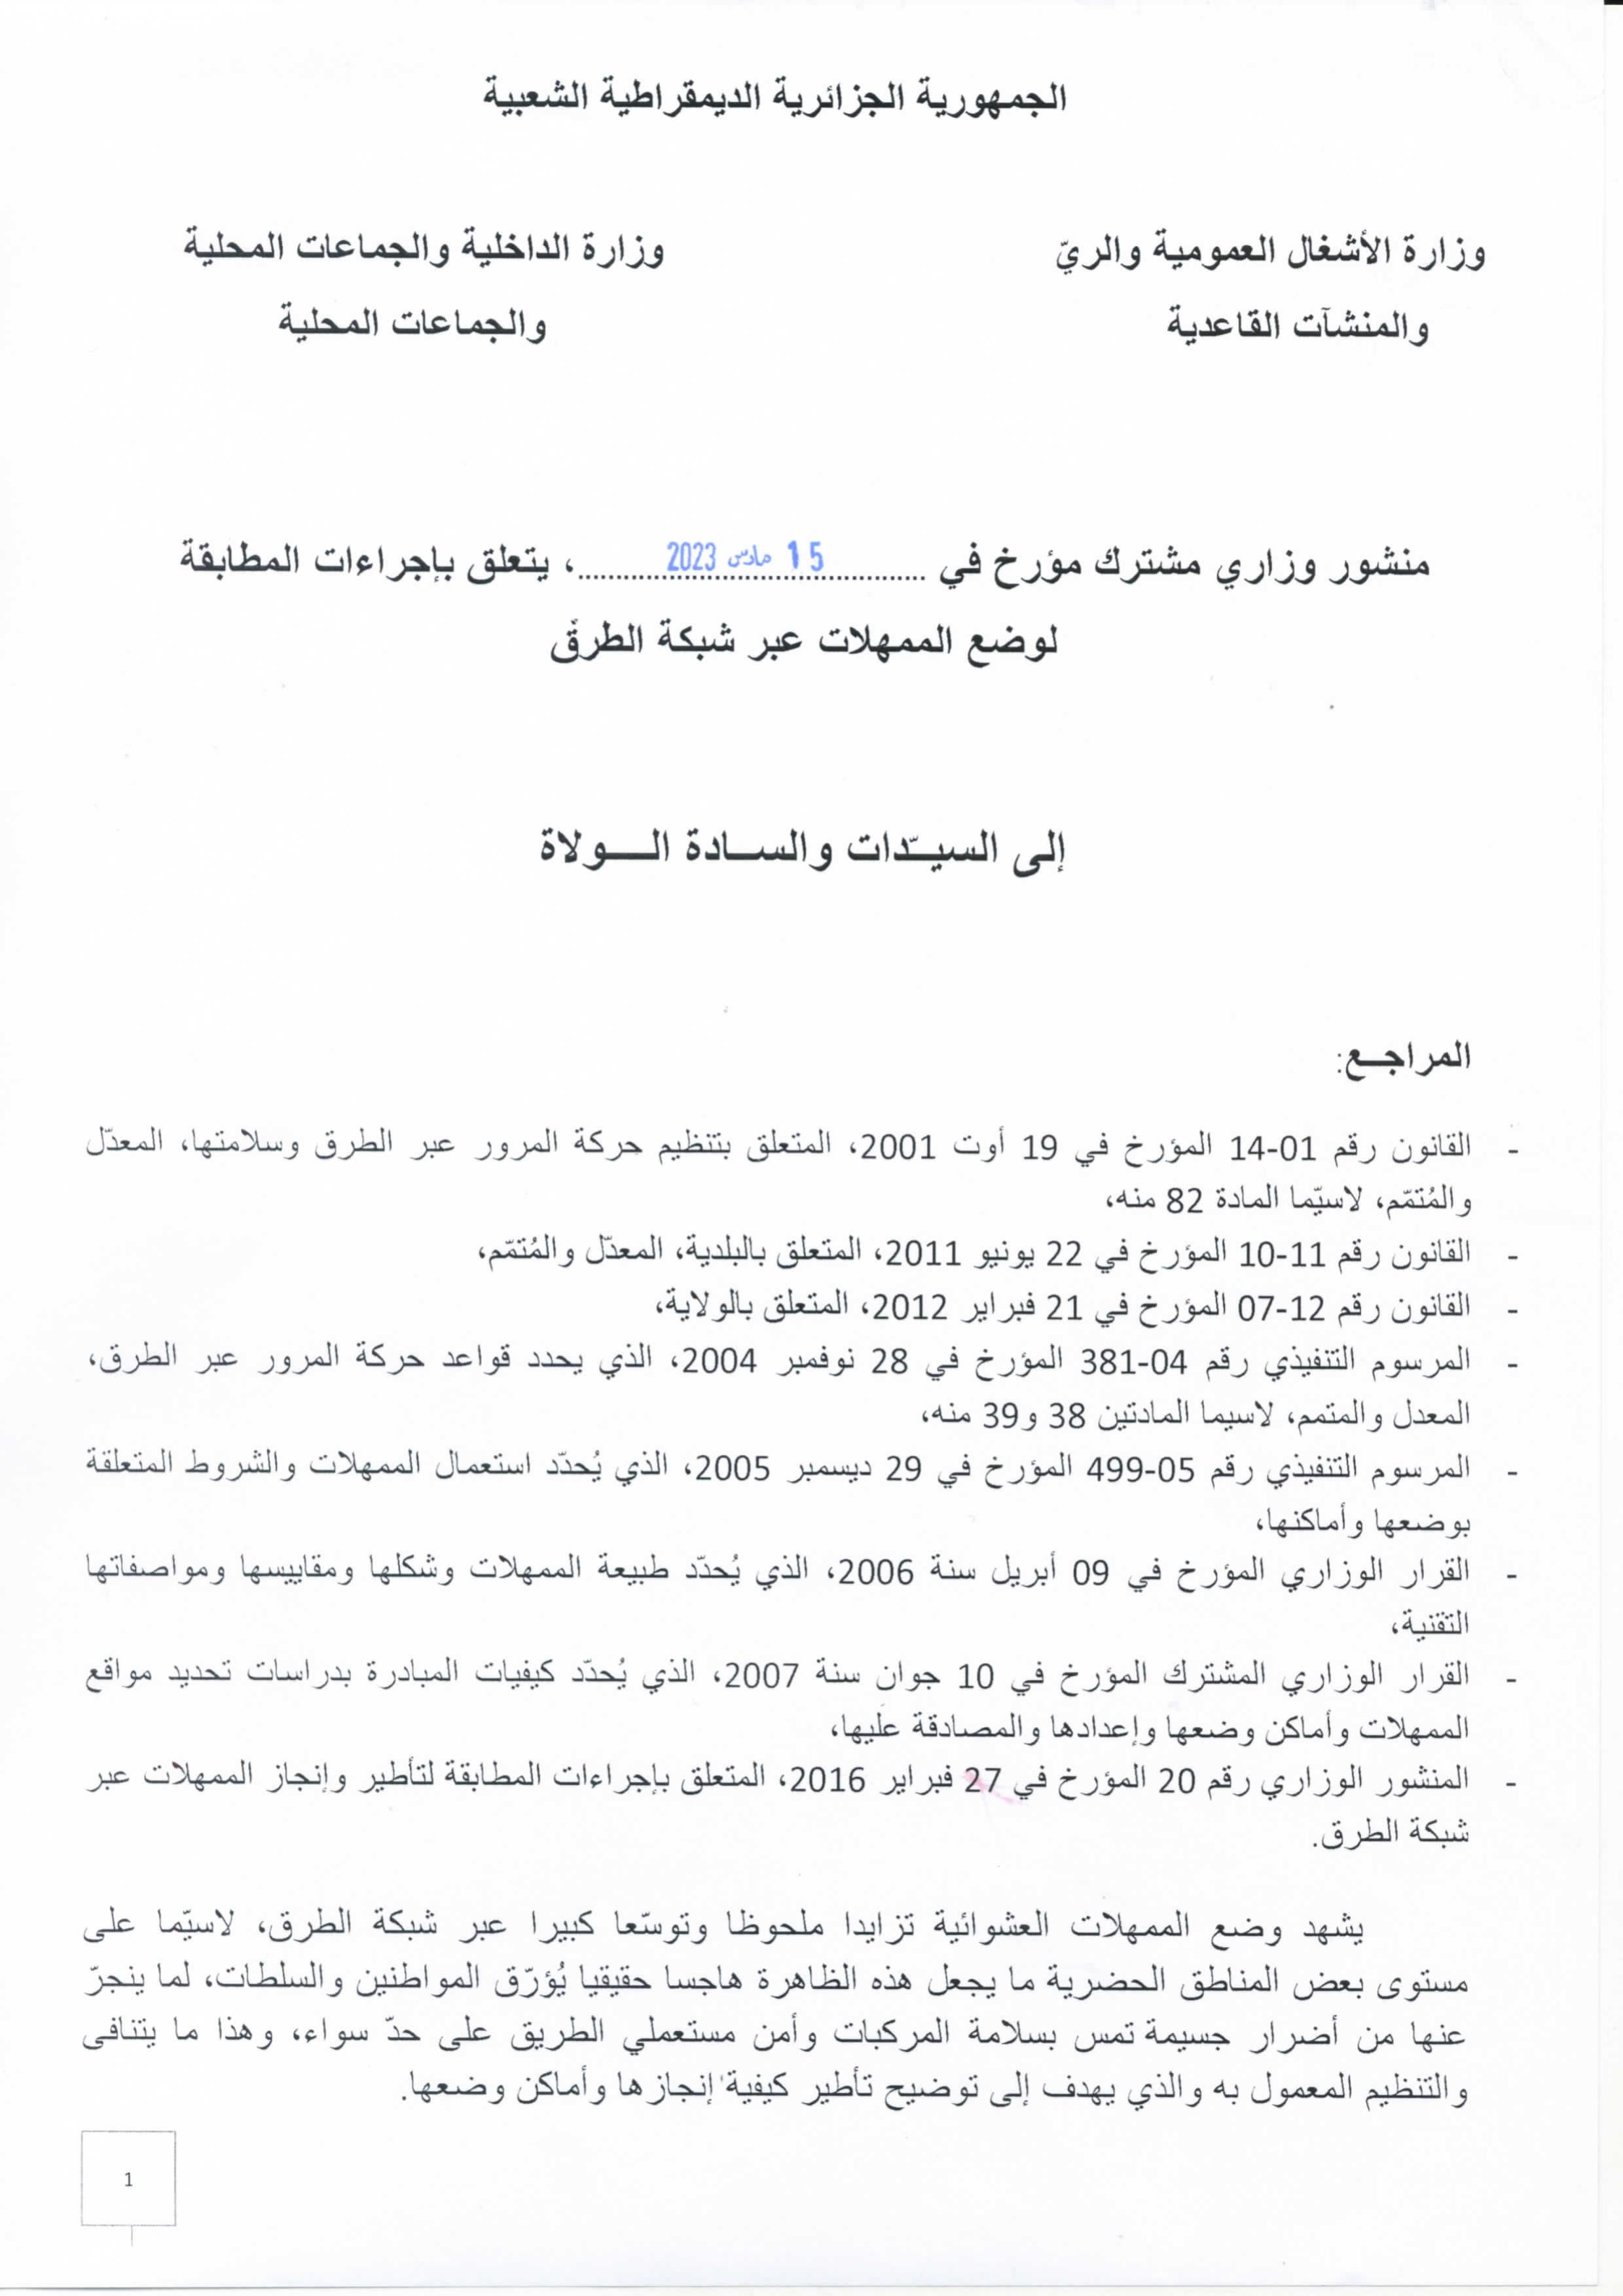 الجمهورية الجزائرية الديمقراطية الشعبية
وزارة الأشغال العمومية والريّ
والمنشآت القاعدية
وزارة الداخلية والجماعات المحلية
والجماعات المحلية
منشور وزاري مشترك مؤرخ في 15 مارس 2023، يتعلق بإجراءات المطابقة
لوضع الممهلات عبر شبكة الطرق
إلى السيـّدات والســادة الـــولاة
المراجـع:
- القانون رقم 01-14 المؤرخ في 19 أوت 2001، المتعلق بتنظيم حركة المرور عبر الطرق وسلامتها، المعدّل
والمُتمّم، لاسيّما المادة 82 منه،
- القانون رقم 11-10 المؤرخ في 22 يونيو 2011، المتعلق بالبلدية، المعدّل والمُتمّم،
- القانون رقم 12-07 المؤرخ في 21 فبراير 2012، المتعلق بالولاية،
- المرسوم التنفيذي رقم 04-381 المؤرخ في 28 نوفمبر 2004، الذي يحدد قواعد حركة المرور عبر الطرق،
المعدل والمتمم، لاسيما المادتين 38 و39 منه،
- المرسوم التنفيذي رقم 05-499 المؤرخ في 29 ديسمبر 2005، الذي يُحدّد استعمال الممهلات والشروط المتعلقة
بوضعها وأماكنها،
- القرار الوزاري المؤرخ في 09 أبريل سنة 2006، الذي يُحدّد طبيعة الممهلات وشكلها ومقاييسها ومواصفاتها
التقنية،
- القرار الوزاري المشترك المؤرخ في 10 جوان سنة 2007، الذي يُحدّد كيفيات المبادرة بدراسات تحديد مواقع
الممهلات وأماكن وضعها وإعدادها والمصادقة عليها،
- المنشور الوزاري رقم 20 المؤرخ في 27 فبراير 2016، المتعلق بإجراءات المطابقة لتأطير وإنجاز الممهلات عبر
شبكة الطرق.
يشهد وضع الممهلات العشوائية تزايدا ملحوظا وتوسّعا كبيرا عبر شبكة الطرق، لاسيّما على
مستوى بعض المناطق الحضرية ما يجعل هذه الظاهرة هاجسا حقيقيا يُؤرّق المواطنين والسلطات، لما ينجرّ
عنها من أضرار جسيمة تمس بسلامة المركبات وأمن مستعملي الطريق على حدّ سواء، وهذا ما يتنافى
والتنظيم المعمول به والذي يهدف إلى توضيح تأطير كيفية إنجازها وأماكن وضعها.
1